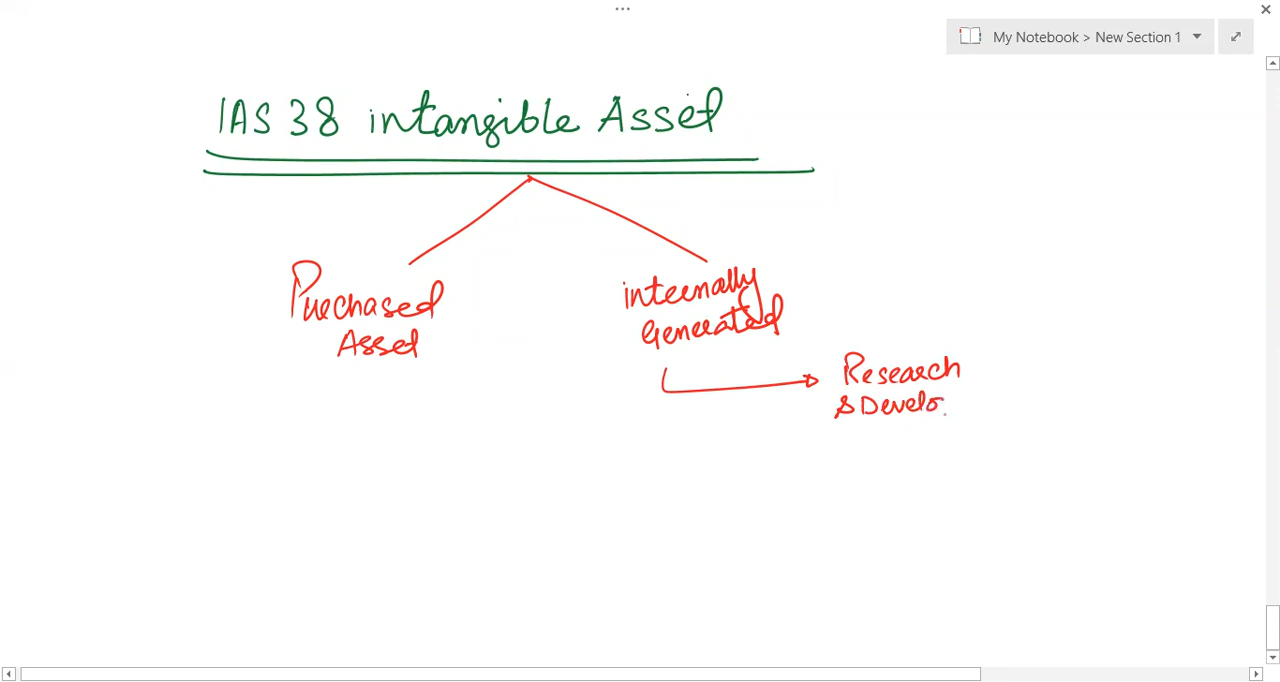 ...
My Notebook > New Section 1
IAS 38 intangible Asset
Purchased
Asset
internally
Generated
Research
& Develo